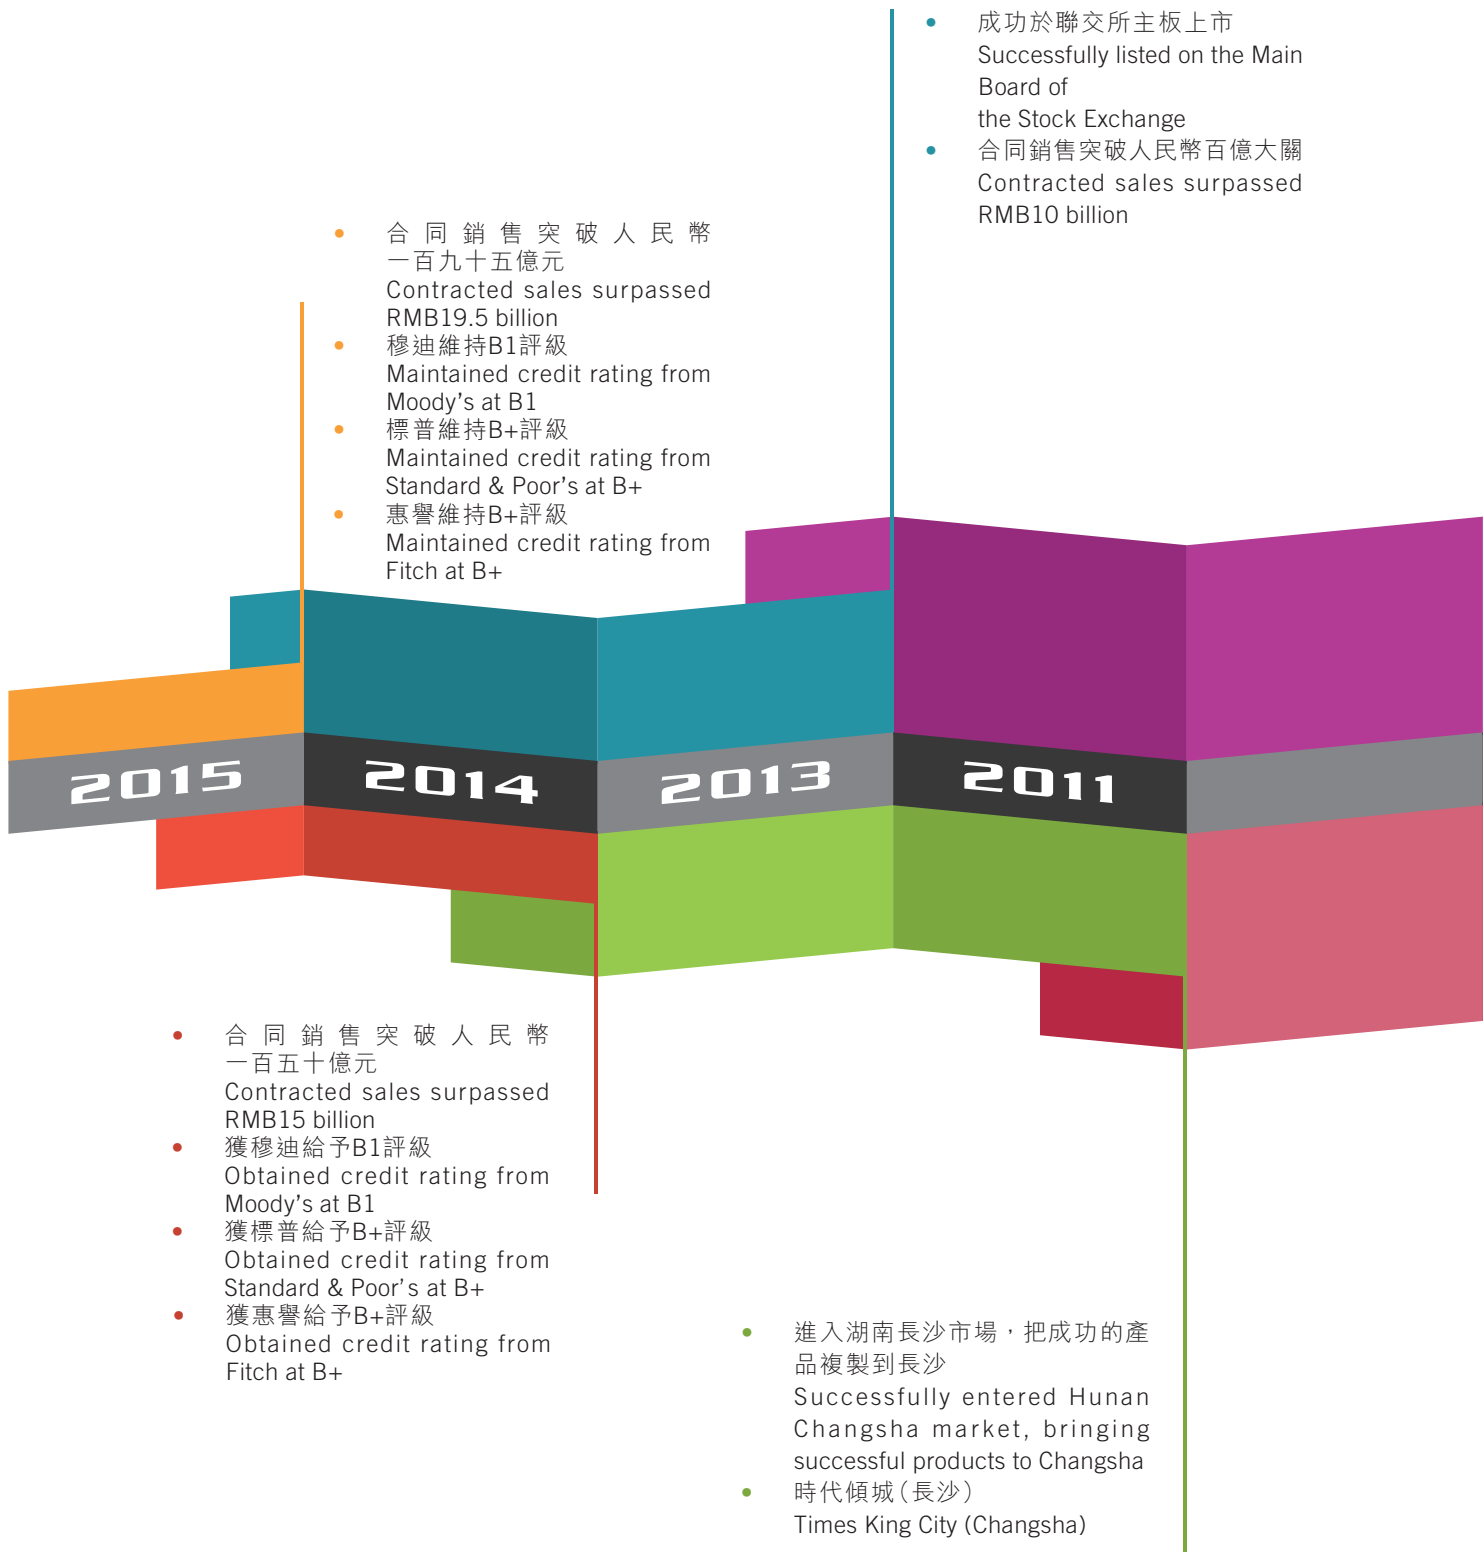 成功於聯交所主板上市
Successfully listed on the Main
Board of
the Stock Exchange
合同銷售突破人民幣百億大關
Contracted sales surpassed
RMB10 billion
合同銷售突破人民幣
一百九十五億元
Contracted sales surpassed
RMB19.5 billion
穆迪維持B1評級
Maintained credit rating from
Moody's at B1
標普維持B+評級
Maintained credit rating from
Standard & Poor's at B+
惠譽維持B+評級
Maintained credit rating from
Fitch at B+
2015 2014 2013 2011
合同銷售突破人民幣
一百五十億元
Contracted sales surpassed
RMB15 billion
獲穆迪給予B1評級
Obtained credit rating from
Moody's at B1
獲標普給予B+評級
Obtained credit rating from
Standard & Poor's at B+
獲惠譽給予B+評級
Obtained credit rating from
Fitch at B+
進入湖南長沙市場，把成功的產
品複製到長沙
Successfully entered Hunan
Changsha market, bringing
successful products to Changsha
時代傾城（長沙）
Times King City (Changsha)